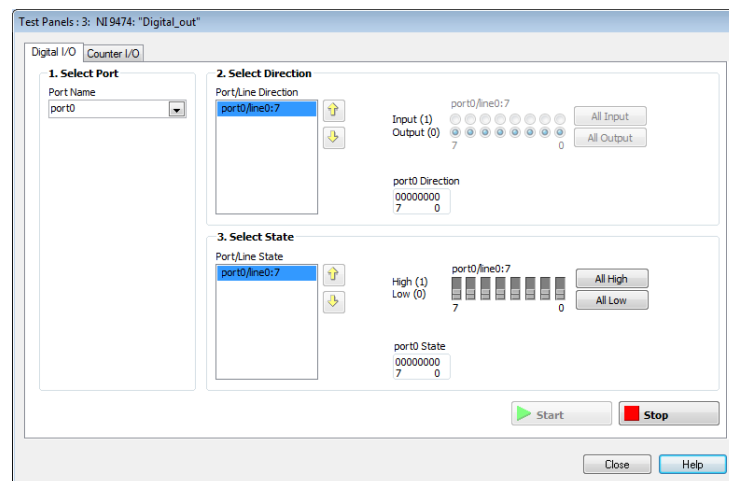 Test Panels : 3: NI 9474: "Digital_out"
Digital I/O Counter I/O
1. Select Port
Port Name
port0
2. Select Direction
Port/Line Direction
port0/line0:7
port0/line0:7
Input (1)
Output (0)
7 0
All Input
All Output
port0 Direction
00000000
7 0
3. Select State
Port/Line State
port0/line0:7
port0/line0:7
High (1)
Low (0)
7 0
All High
All Low
port0 State
00000000
7 0
Start Stop
Close Help